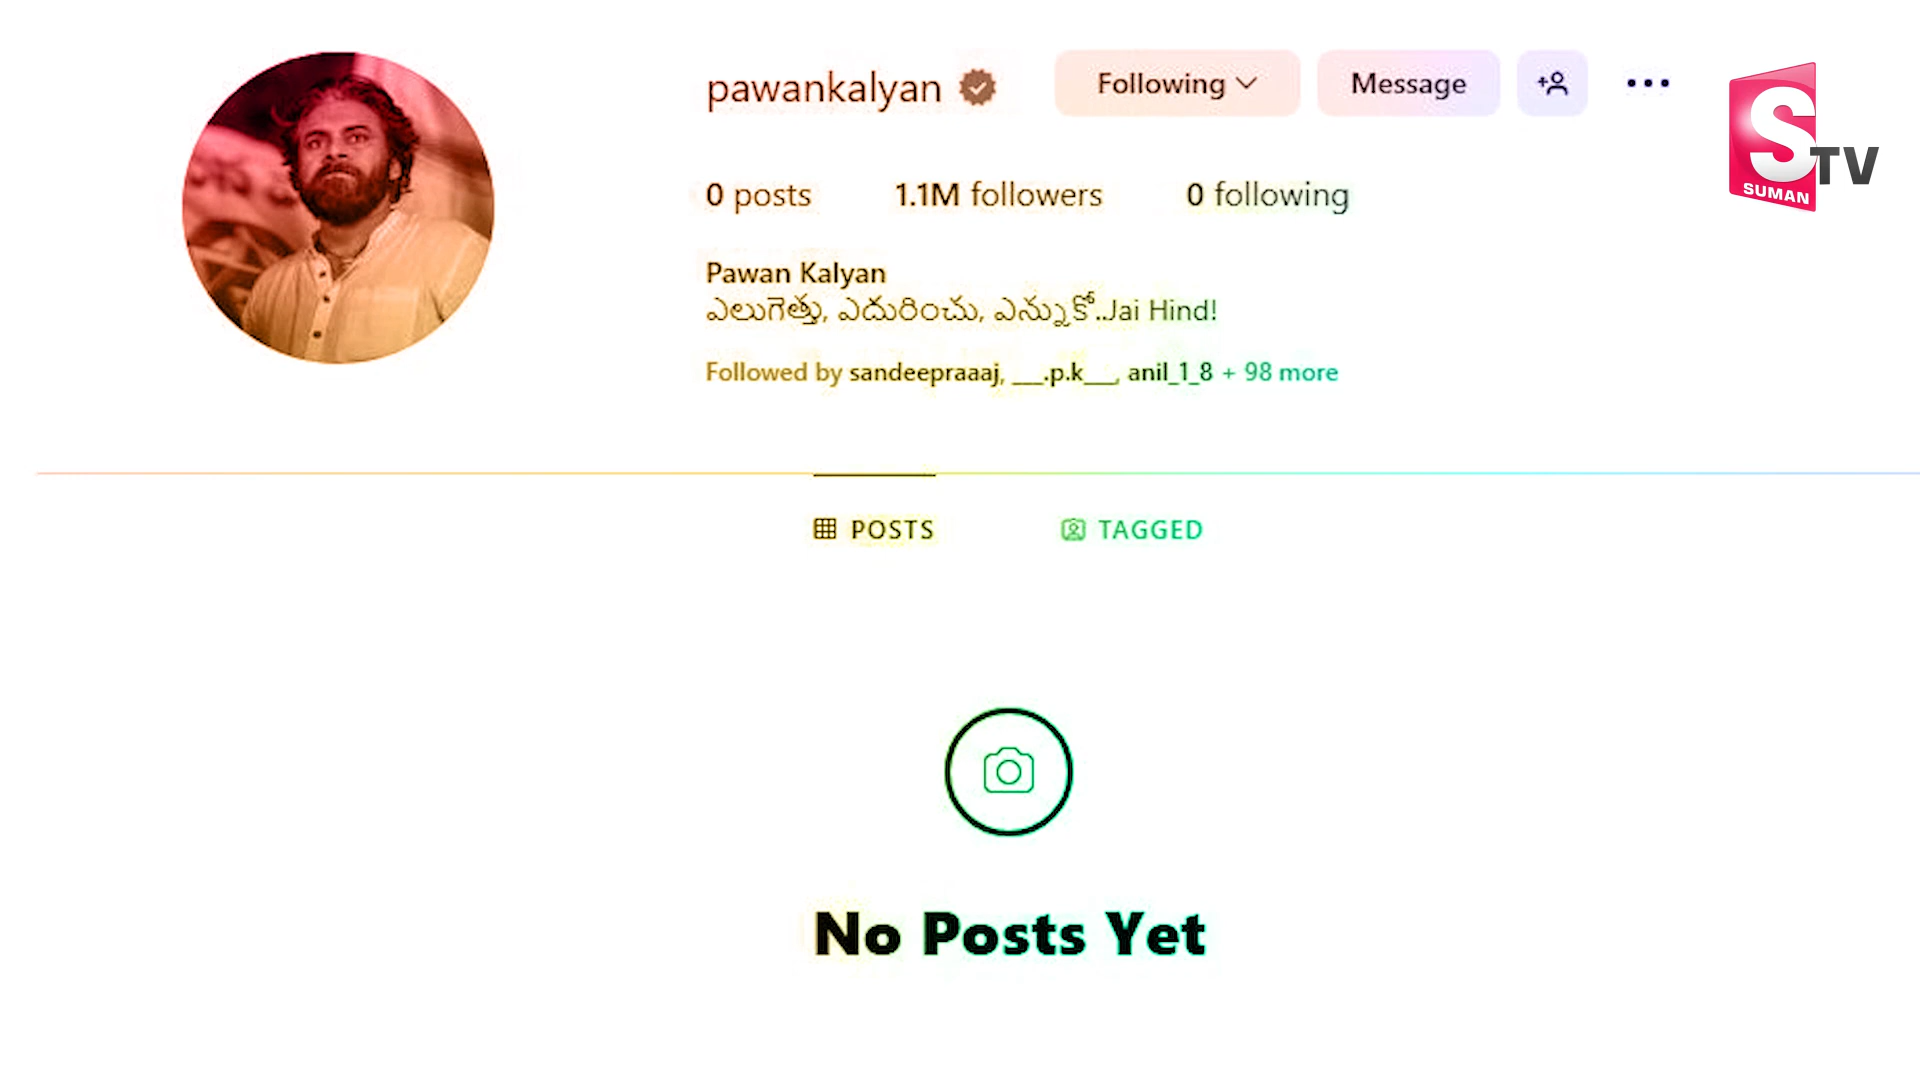 pawankalyan Following Message
S
TV
SUMAN
0 posts 1.1M followers 0 following
Pawan Kalyan
ఎలుగెత్తు, ఎదురించు, ఎన్నుకో..Jai Hind!
Followed by sandeepraaaj, ___.p.k___, anil_1_8 + 98 more
POSTS TAGGED
No Posts Yet